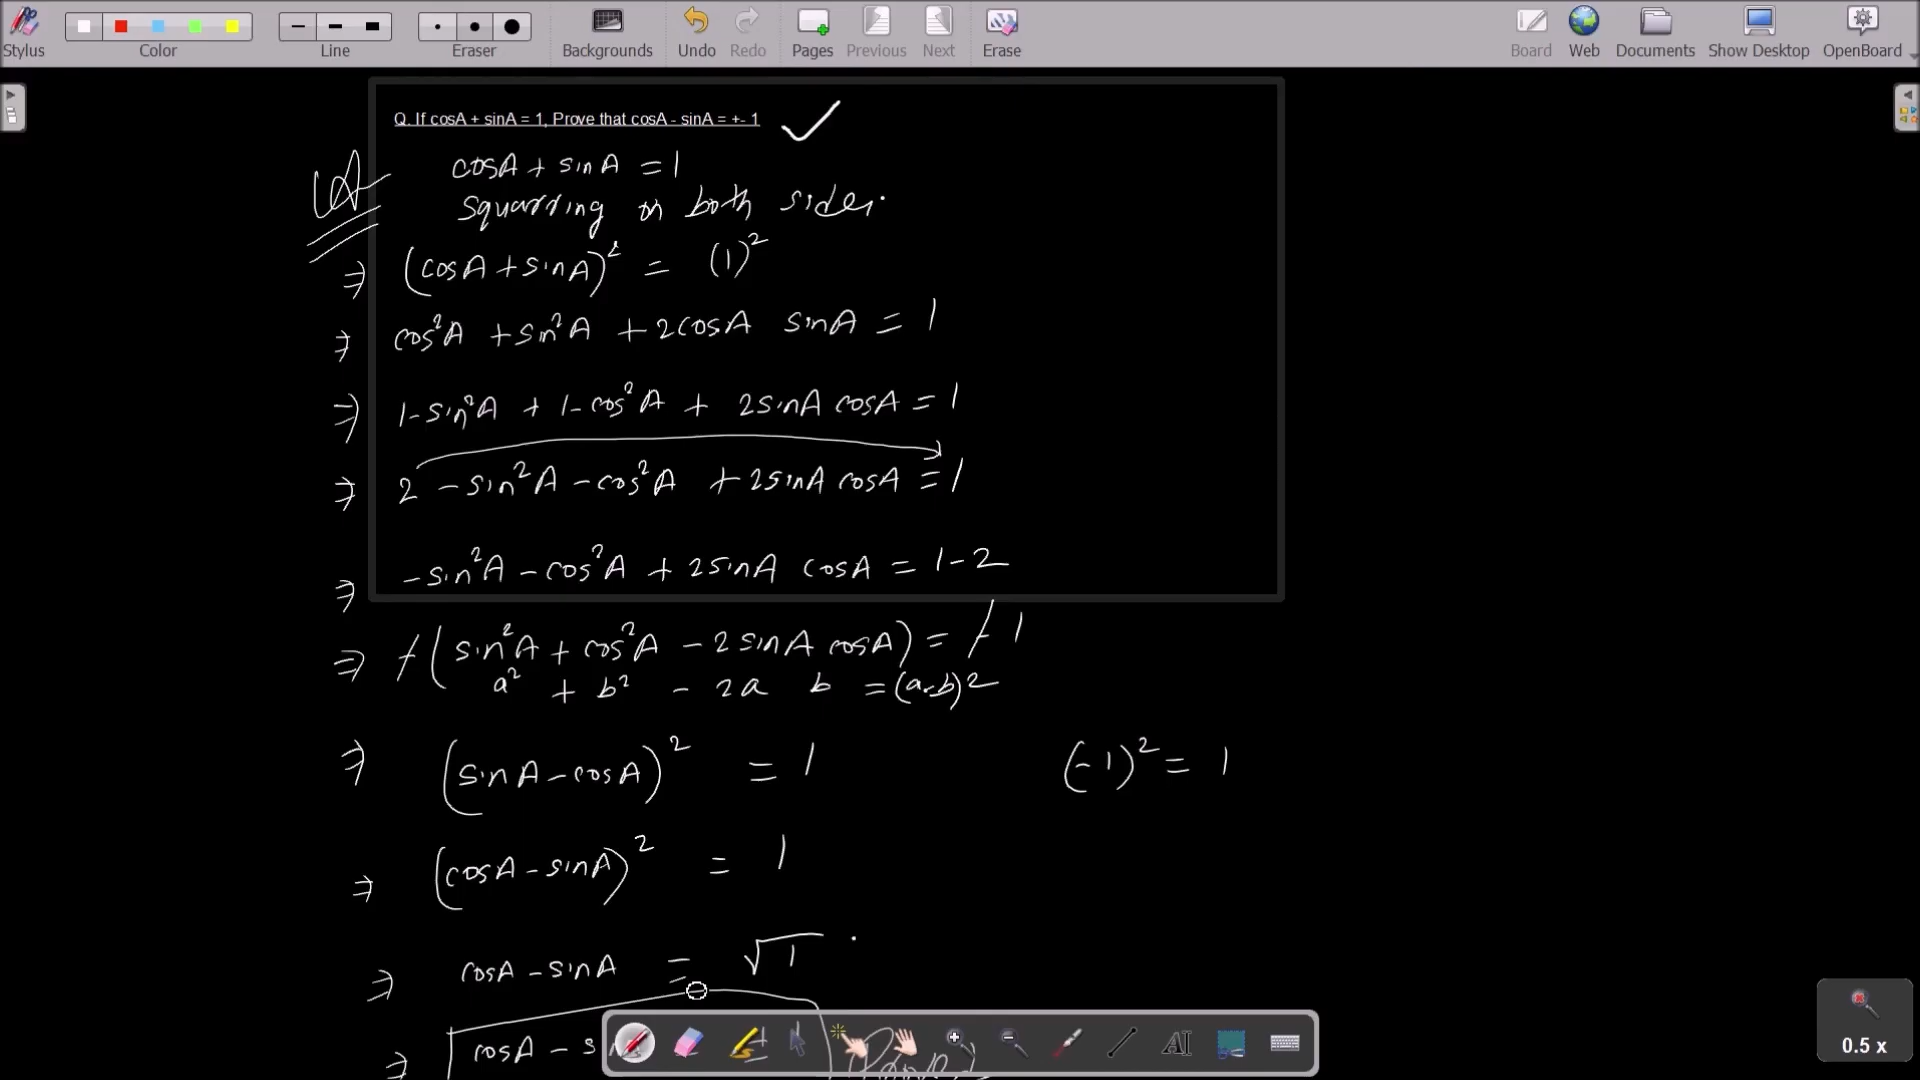 Stylus Color Line Eraser Backgrounds Undo Redo Pages Previous Next Erase Board Web Documents Show Desktop OpenBoard
Q. If cosA + sinA = 1, Prove that cosA - sinA = +- 1
cosA + sinA = 1
squarring on both sides.
⇒ (cosA + sinA)² = (1)²
⇒ cos²A + sin²A + 2cosA sinA = 1
⇒ 1 - sin²A + 1 - cos²A + 2sinA cosA = 1
⇒ 2 - sin²A - cos²A + 2sinA cosA = 1
⇒ -sin²A - cos²A + 2sinA cosA = 1-2
⇒ -(sin²A + cos²A - 2sinA cosA) = -1
a² + b² - 2a b = (a-b)²
⇒ (sinA - cosA)² = 1
(-1)² = 1
⇒ (cosA - sinA)² = 1
⇒ cosA - sinA = √1
⇒ cosA - s
AI
0.5 x